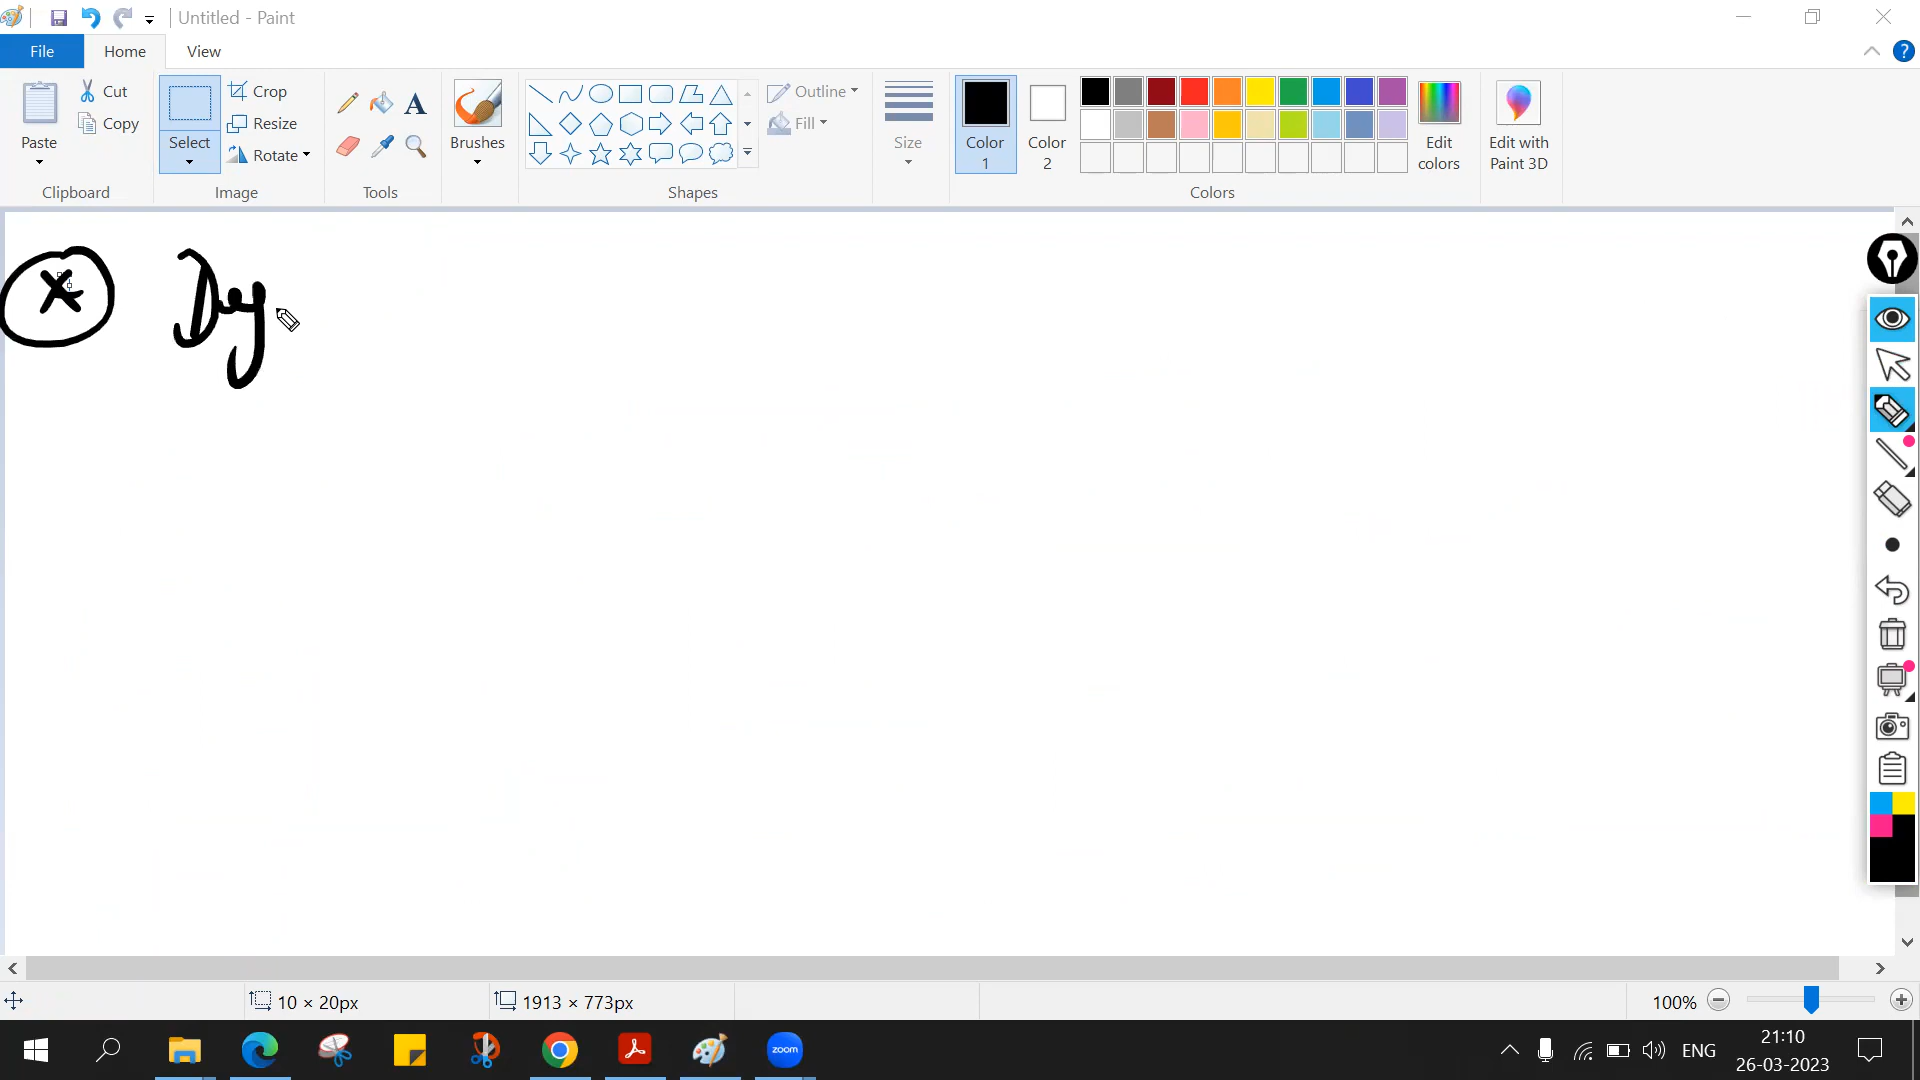 Untitled - Paint
File Home View
Paste
Cut
Copy
Clipboard
Select
Crop
Resize
Rotate
Image
A
Tools
Brushes
Shapes
Outline
Fill
Size
Color 1
Color 2
Edit colors
Colors
Edit with Paint 3D
?
x
10 × 20px
1913 × 773px
100%
zoom
ENG
21:10
26-03-2023